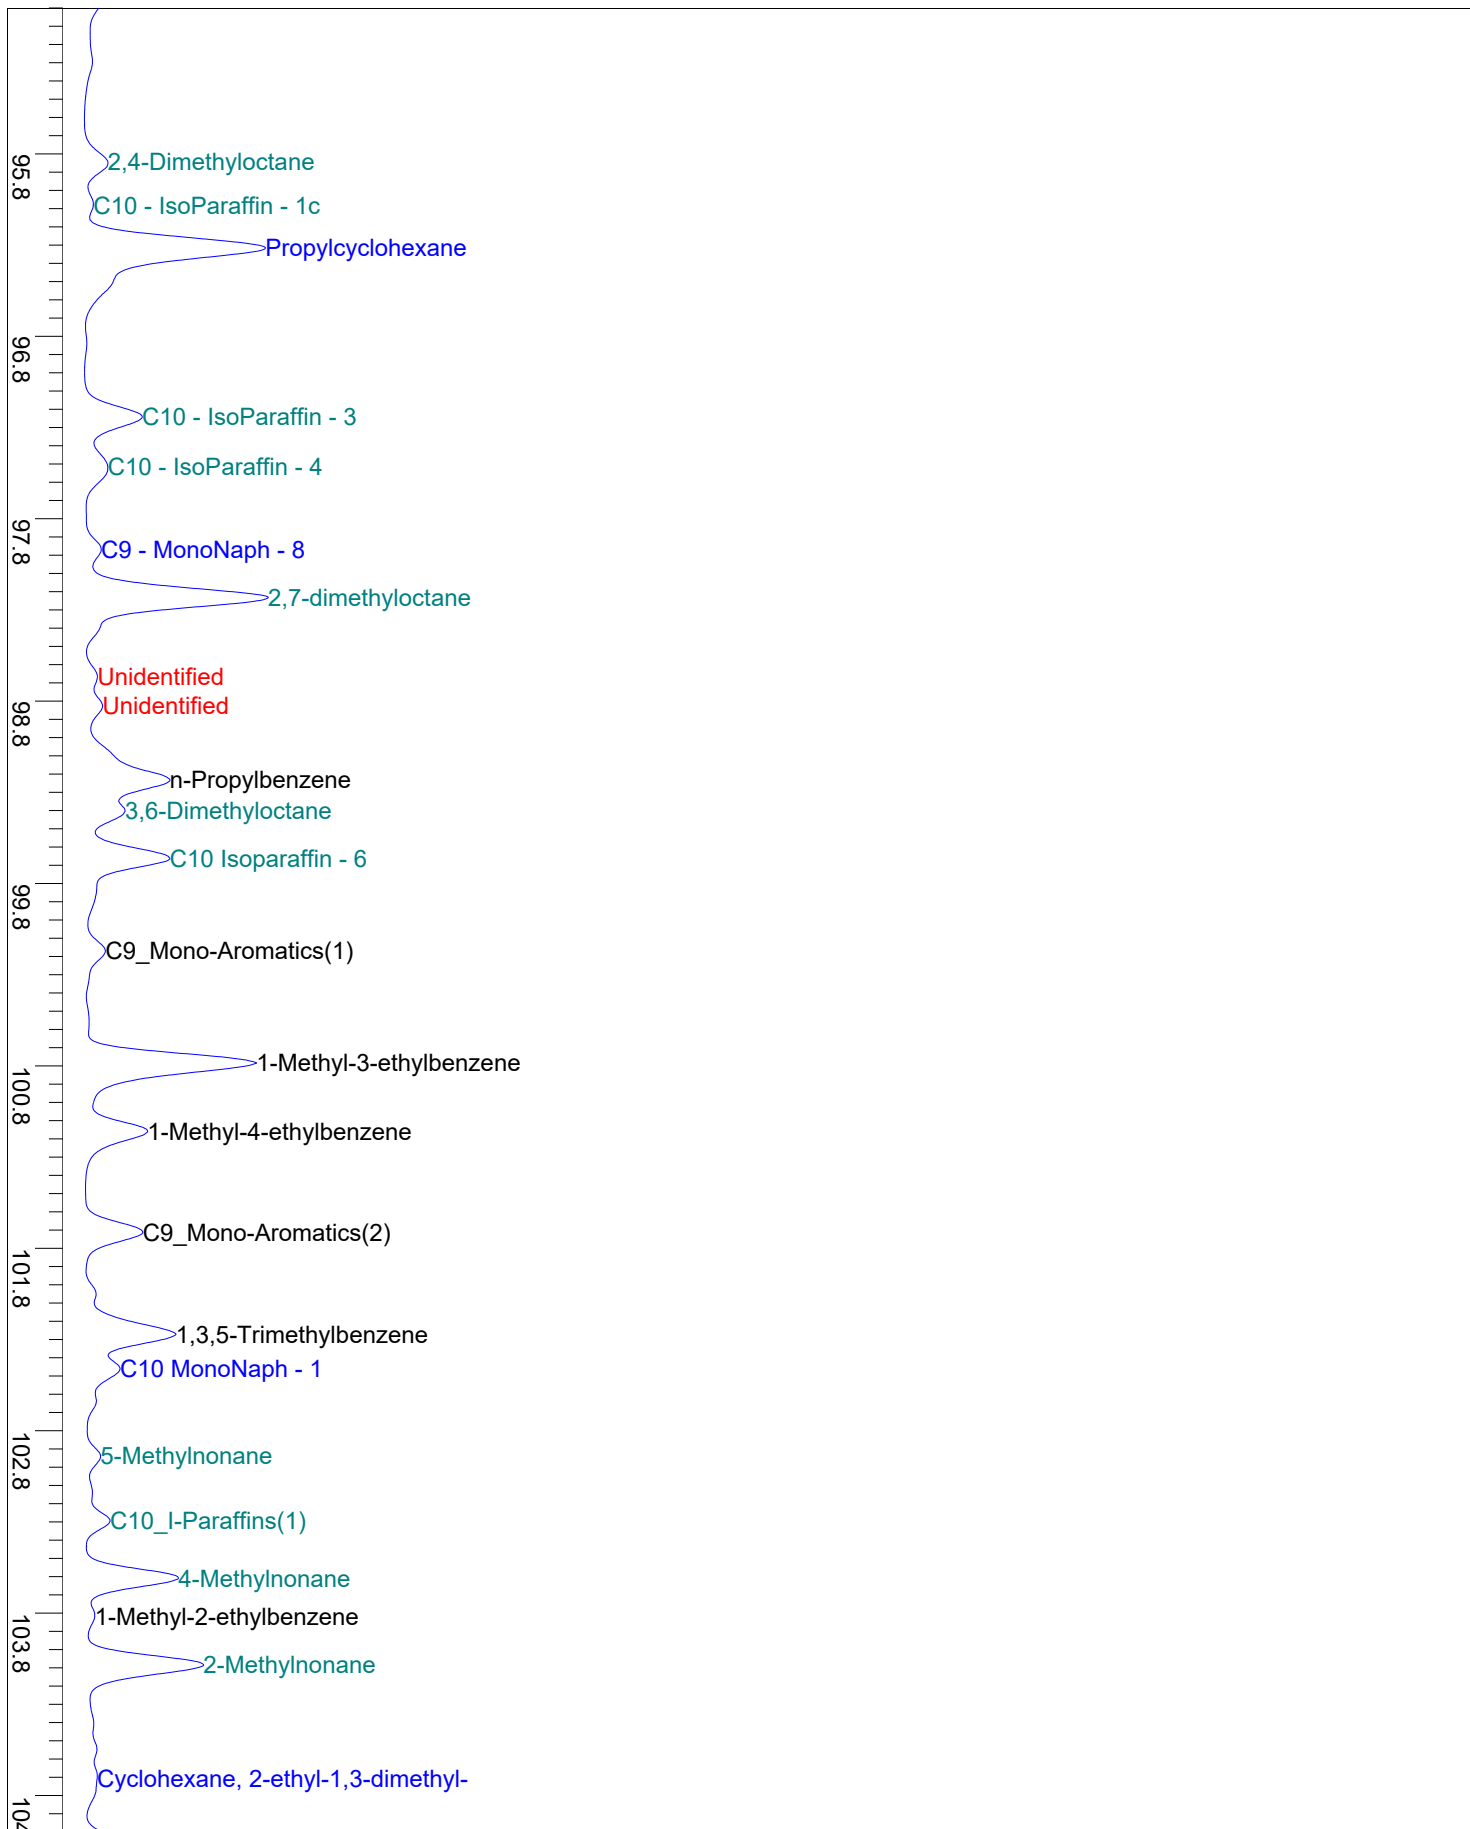 95.8
2,4-Dimethyloctane
C10 - IsoParaffin - 1c
Propylcyclohexane
96.8
C10 - IsoParaffin - 3
C10 - IsoParaffin - 4
97.8
C9 - MonoNaph - 8
2,7-dimethyloctane
Unidentified
98.8
Unidentified
n-Propylbenzene
3,6-Dimethyloctane
C10 Isoparaffin - 6
99.8
C9_Mono-Aromatics(1)
1-Methyl-3-ethylbenzene
100.8
1-Methyl-4-ethylbenzene
C9_Mono-Aromatics(2)
101.8
1,3,5-Trimethylbenzene
C10 MonoNaph - 1
102.8
5-Methylnonane
C10_I-Paraffins(1)
4-Methylnonane
1-Methyl-2-ethylbenzene
103.8
2-Methylnonane
Cyclohexane, 2-ethyl-1,3-dimethyl-